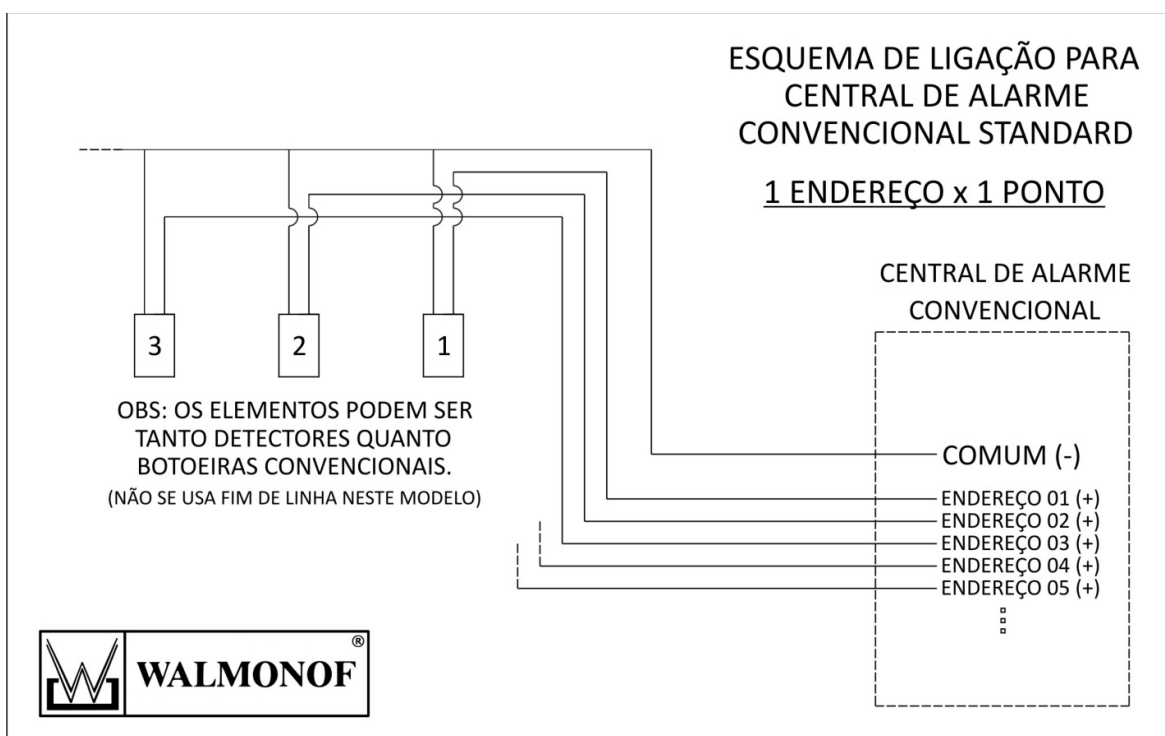 ESQUEMA DE LIGAÇÃO PARA
CENTRAL DE ALARME
CONVENCIONAL STANDARD
1 ENDEREÇO x 1 PONTO
CENTRAL DE ALARME
CONVENCIONAL
3 2 1
OBS: OS ELEMENTOS PODEM SER
TANTO DETECTORES QUANTO
BOTOEIRAS CONVENCIONAIS.
(NÃO SE USA FIM DE LINHA NESTE MODELO)
COMUM (-)
ENDEREÇO 01 (+)
ENDEREÇO 02 (+)
ENDEREÇO 03 (+)
ENDEREÇO 04 (+)
ENDEREÇO 05 (+)
WALMONOF®